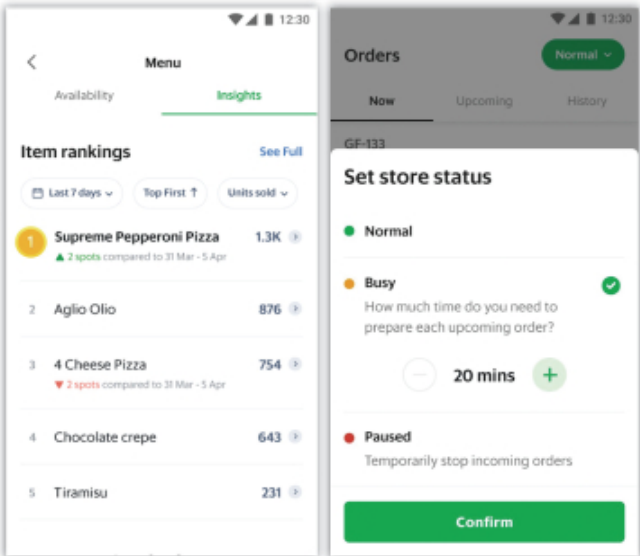 12:30
Menu
Availability
Insights
Item rankings
See Full
Last 7 days
Top First ↑
Units sold
1
Supreme Pepperoni Pizza
1.3K
▲ 2 spots compared to 31 Mar - 5 Apr
2
Aglio Olio
876
3
4 Cheese Pizza
754
▼ 2 spots compared to 31 Mar - 5 Apr
4
Chocolate crepe
643
5
Tiramisu
231
12:30
Orders
Normal
Now
Upcoming
History
GF-133
Set store status
Normal
Busy
How much time do you need to
prepare each upcoming order?
20 mins
Paused
Temporarily stop incoming orders
Confirm